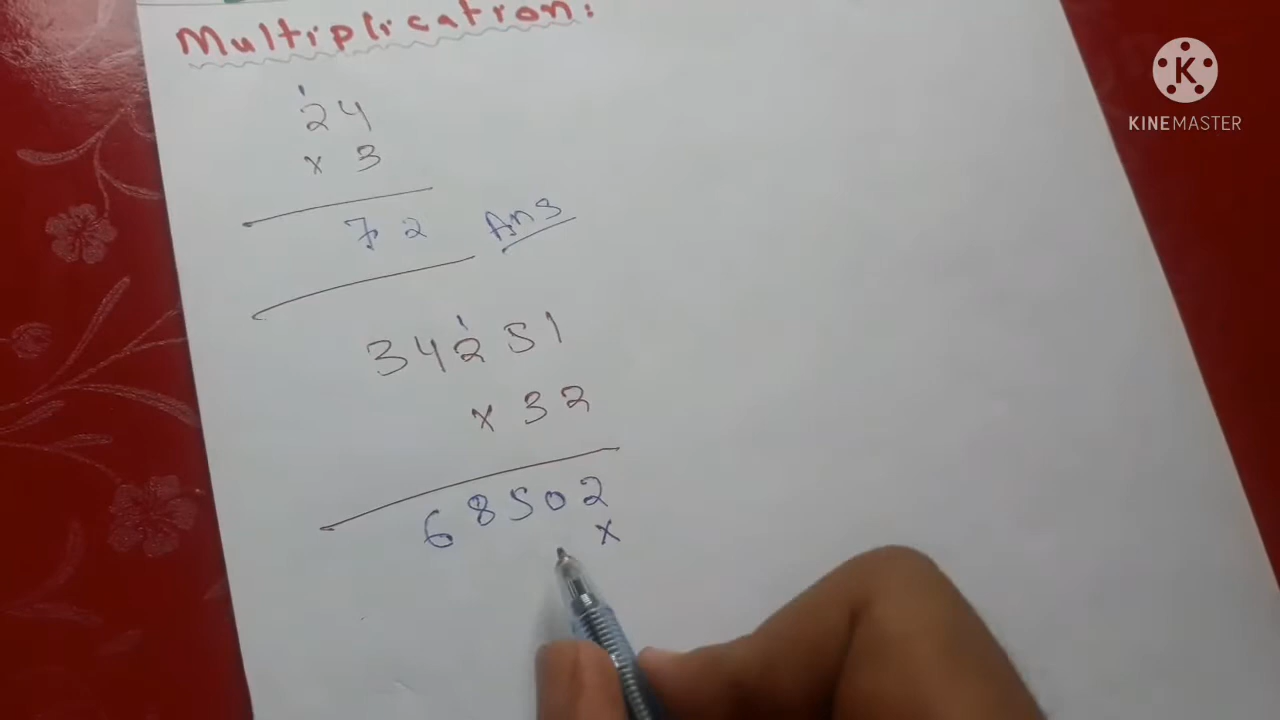 Multiplication:
1
24
x 3
72 Ans
1
34251
x 32
68502
x
K
KINEMASTER